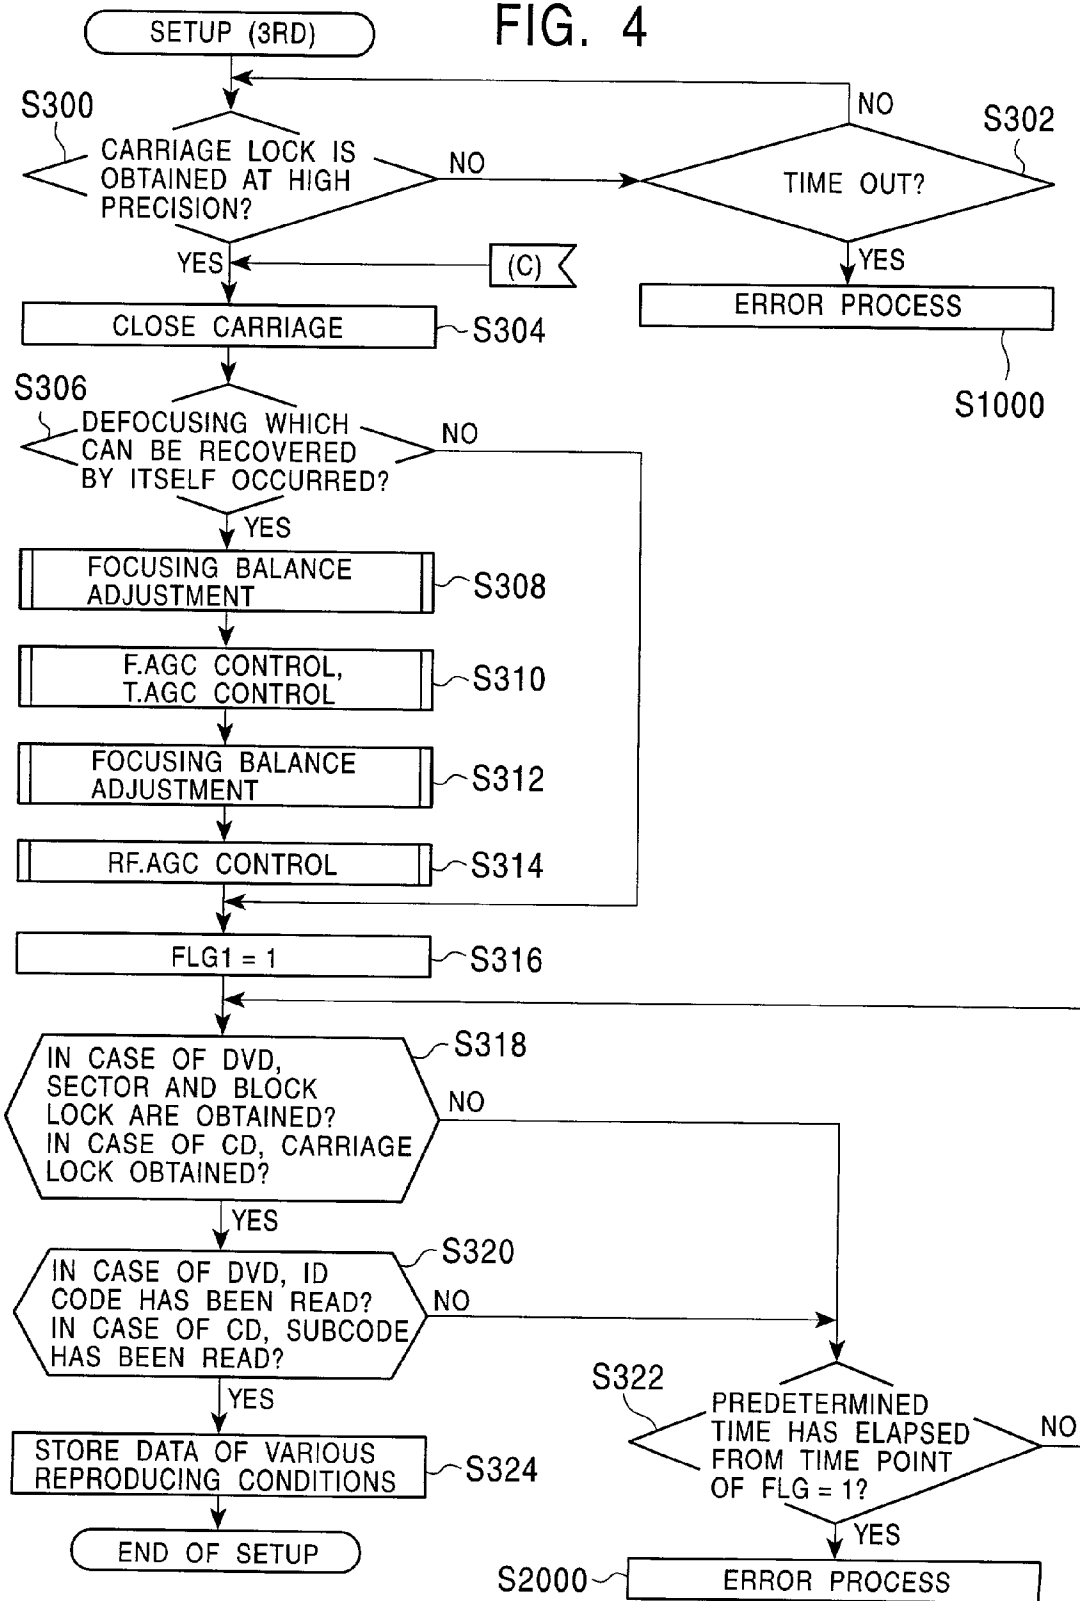 FIG. 4
SETUP (3RD)
NO
S300
S302
CARRIAGE LOCK IS
OBTAINED AT HIGH
PRECISION?
NO
TIME OUT?
YES
(C)
YES
ERROR PROCESS
CLOSE CARRIAGE
S304
S1000
S306
DEFOCUSING WHICH
CAN BE RECOVERED
BY ITSELF OCCURRED?
NO
YES
FOCUSING BALANCE
ADJUSTMENT
S308
F.AGC CONTROL,
T.AGC CONTROL
S310
FOCUSING BALANCE
ADJUSTMENT
S312
RF.AGC CONTROL
S314
FLG1 = 1
S316
S318
IN CASE OF DVD,
SECTOR AND BLOCK
LOCK ARE OBTAINED?
IN CASE OF CD, CARRIAGE
LOCK OBTAINED?
NO
YES
S320
IN CASE OF DVD, ID
CODE HAS BEEN READ?
IN CASE OF CD, SUBCODE
HAS BEEN READ?
NO
YES
S322
PREDETERMINED
TIME HAS ELAPSED
FROM TIME POINT
OF FLG = 1?
NO
STORE DATA OF VARIOUS
REPRODUCING CONDITIONS
S324
YES
END OF SETUP
S2000
ERROR PROCESS